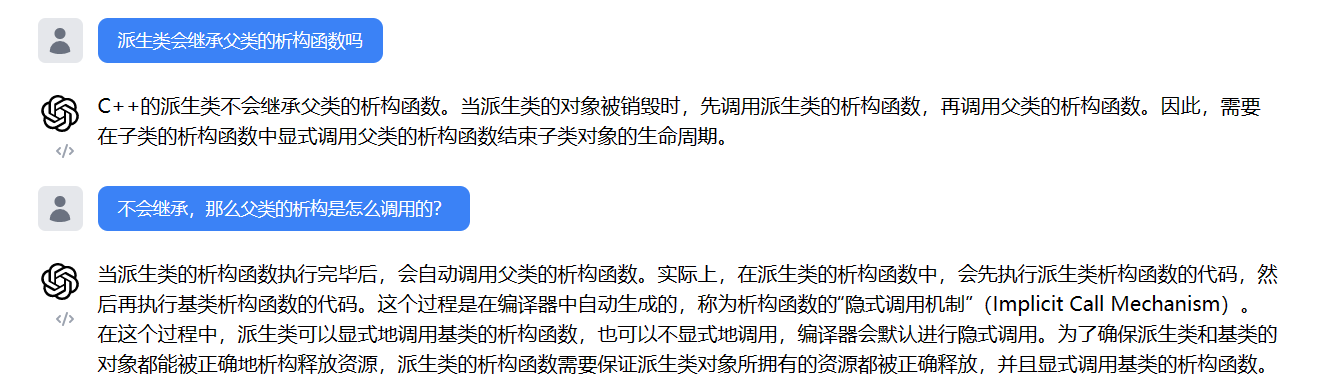 派生类会继承父类的析构函数吗
C++的派生类不会继承父类的析构函数。当派生类的对象被销毁时，先调用派生类的析构函数，再调用父类的析构函数。因此，需要
在子类的析构函数中显式调用父类的析构函数结束子类对象的生命周期。
不会继承，那么父类的析构是怎么调用的？
当派生类的析构函数执行完毕后，会自动调用父类的析构函数。实际上，在派生类的析构函数中，会先执行派生类析构函数的代码，然
后再执行基类析构函数的代码。这个过程是在编译器中自动生成的，称为析构函数的“隐式调用机制”（Implicit Call Mechanism）。
在这个过程中，派生类可以显式地调用基类的析构函数，也可以不显式地调用，编译器会默认进行隐式调用。为了确保派生类和基类的
对象都能被正确地析构释放资源，派生类的析构函数需要保证派生类对象所拥有的资源都被正确释放，并且显式调用基类的析构函数。